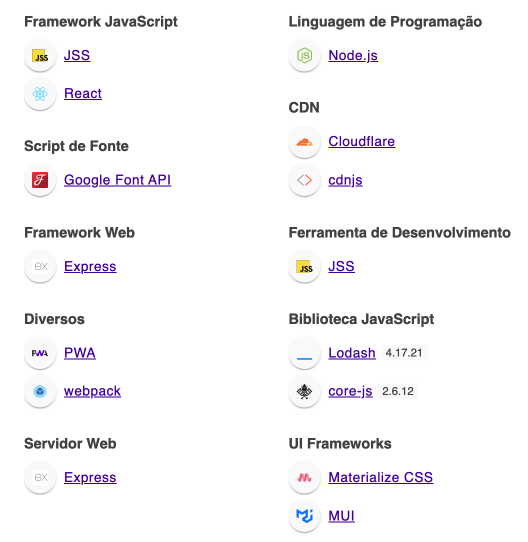 Framework JavaScript
JSS
JSS
React
Script de Fonte
Google Font API
Framework Web
EX
Express
Diversos
PWA
PWA
webpack
Servidor Web
EX
Express
Linguagem de Programação
JS
Node.js
CDN
Cloudflare
cdnjs
Ferramenta de Desenvolvimento
JSS
JSS
Biblioteca JavaScript
Lodash 4.17.21
core-js 2.6.12
UI Frameworks
Materialize CSS
MUI